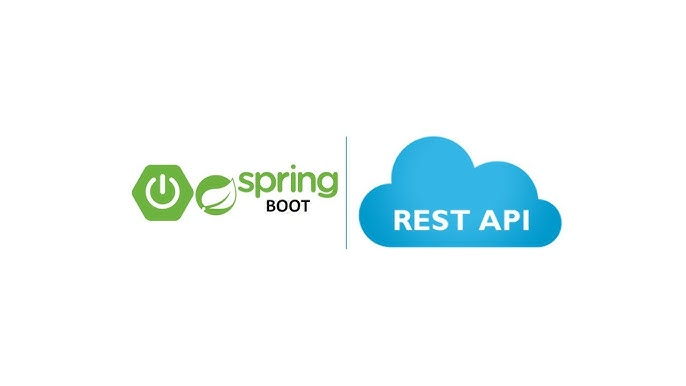 spring
BOOT
REST API